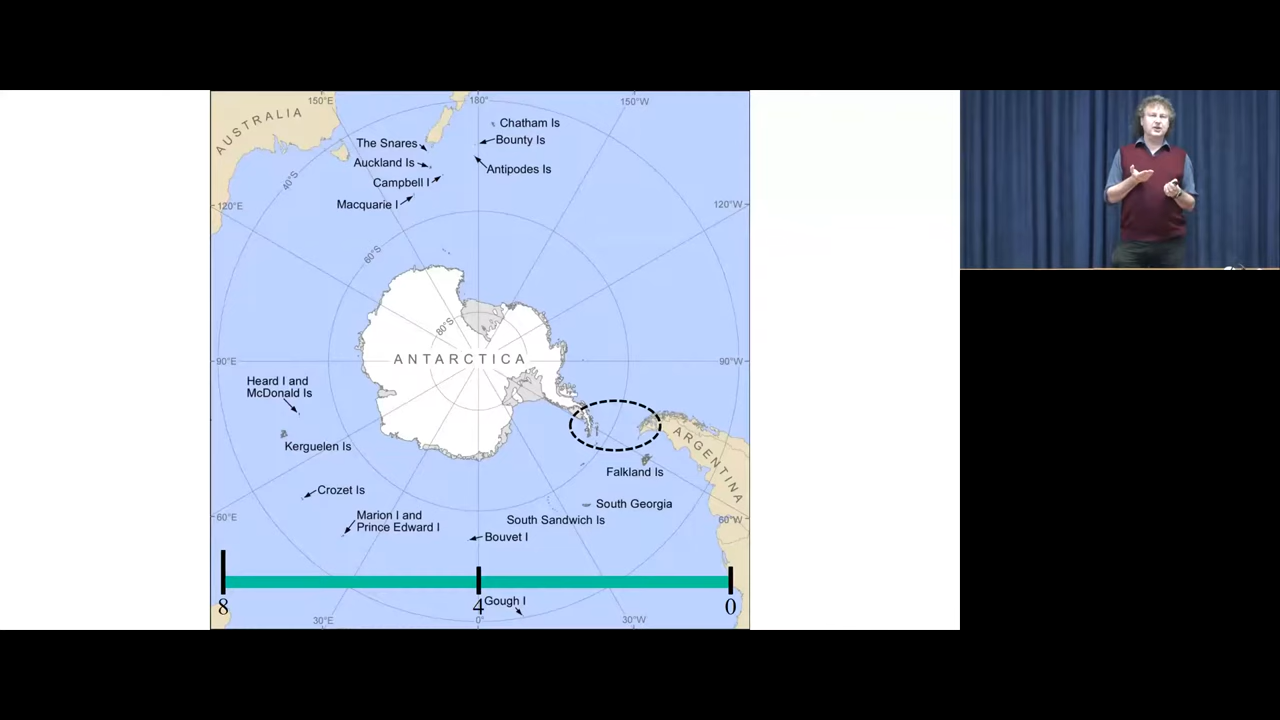 150°E
180°
150°W
AUSTRALIA
Chatham Is
The Snares
Bounty Is
Auckland Is
Antipodes Is
40°S
Campbell I
Macquarie I
120°E
120°W
60°S
80°S
ANTARCTICA
90°E
90°W
Heard I and
McDonald Is
ARGENTINA
Kerguelen Is
Falkland Is
Crozet Is
South Georgia
60°E
Marion I and
Prince Edward I
South Sandwich Is
60°W
Bouvet I
8
4
Gough I
0
30°E
0°
30°W